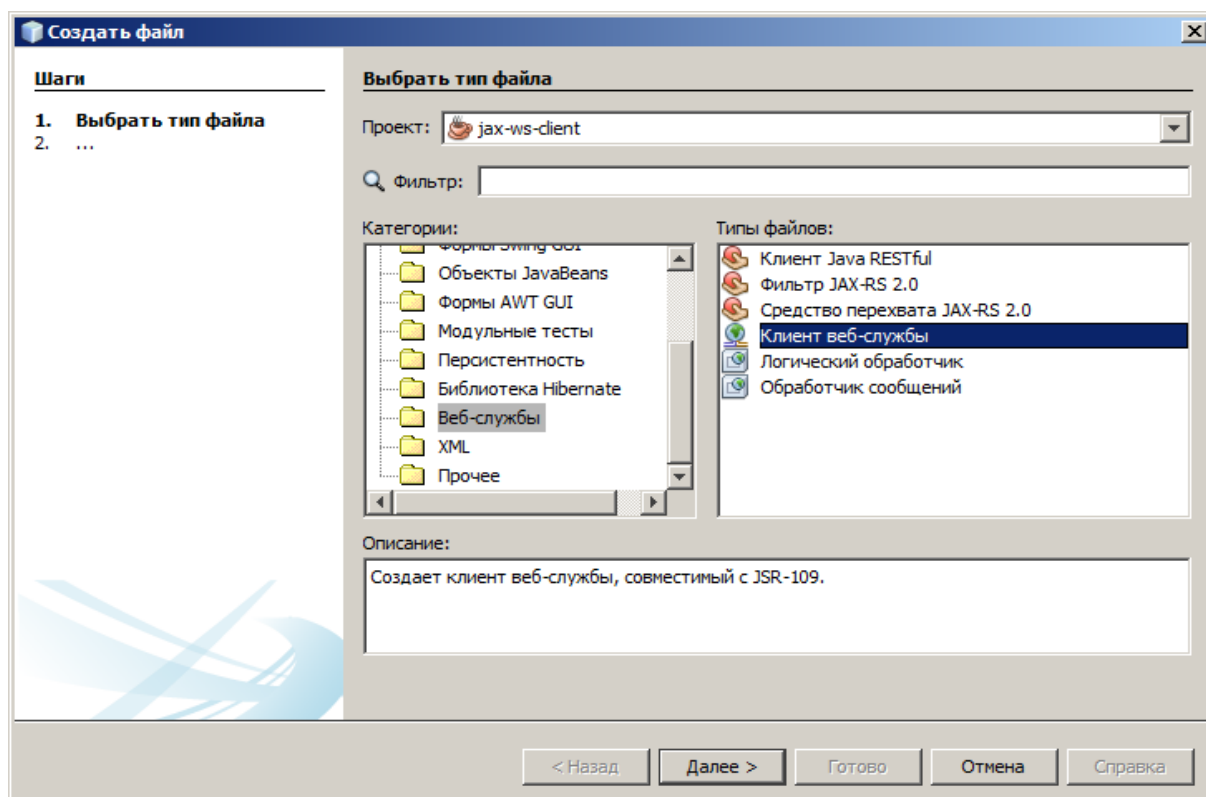 Создать файл
Шаги
1. Выбрать тип файла
2. ...
Выбрать тип файла
Проект: jax-ws-client
Фильтр:
Категории:
Формы Swing GUI
Объекты JavaBeans
Формы AWT GUI
Модульные тесты
Персистентность
Библиотека Hibernate
Веб-службы
XML
Прочее
Типы файлов:
Клиент Java RESTful
Фильтр JAX-RS 2.0
Средство перехвата JAX-RS 2.0
Клиент веб-службы
Логический обработчик
Обработчик сообщений
Описание:
Создает клиент веб-службы, совместимый с JSR-109.
< Назад Далее > Готово Отмена Справка